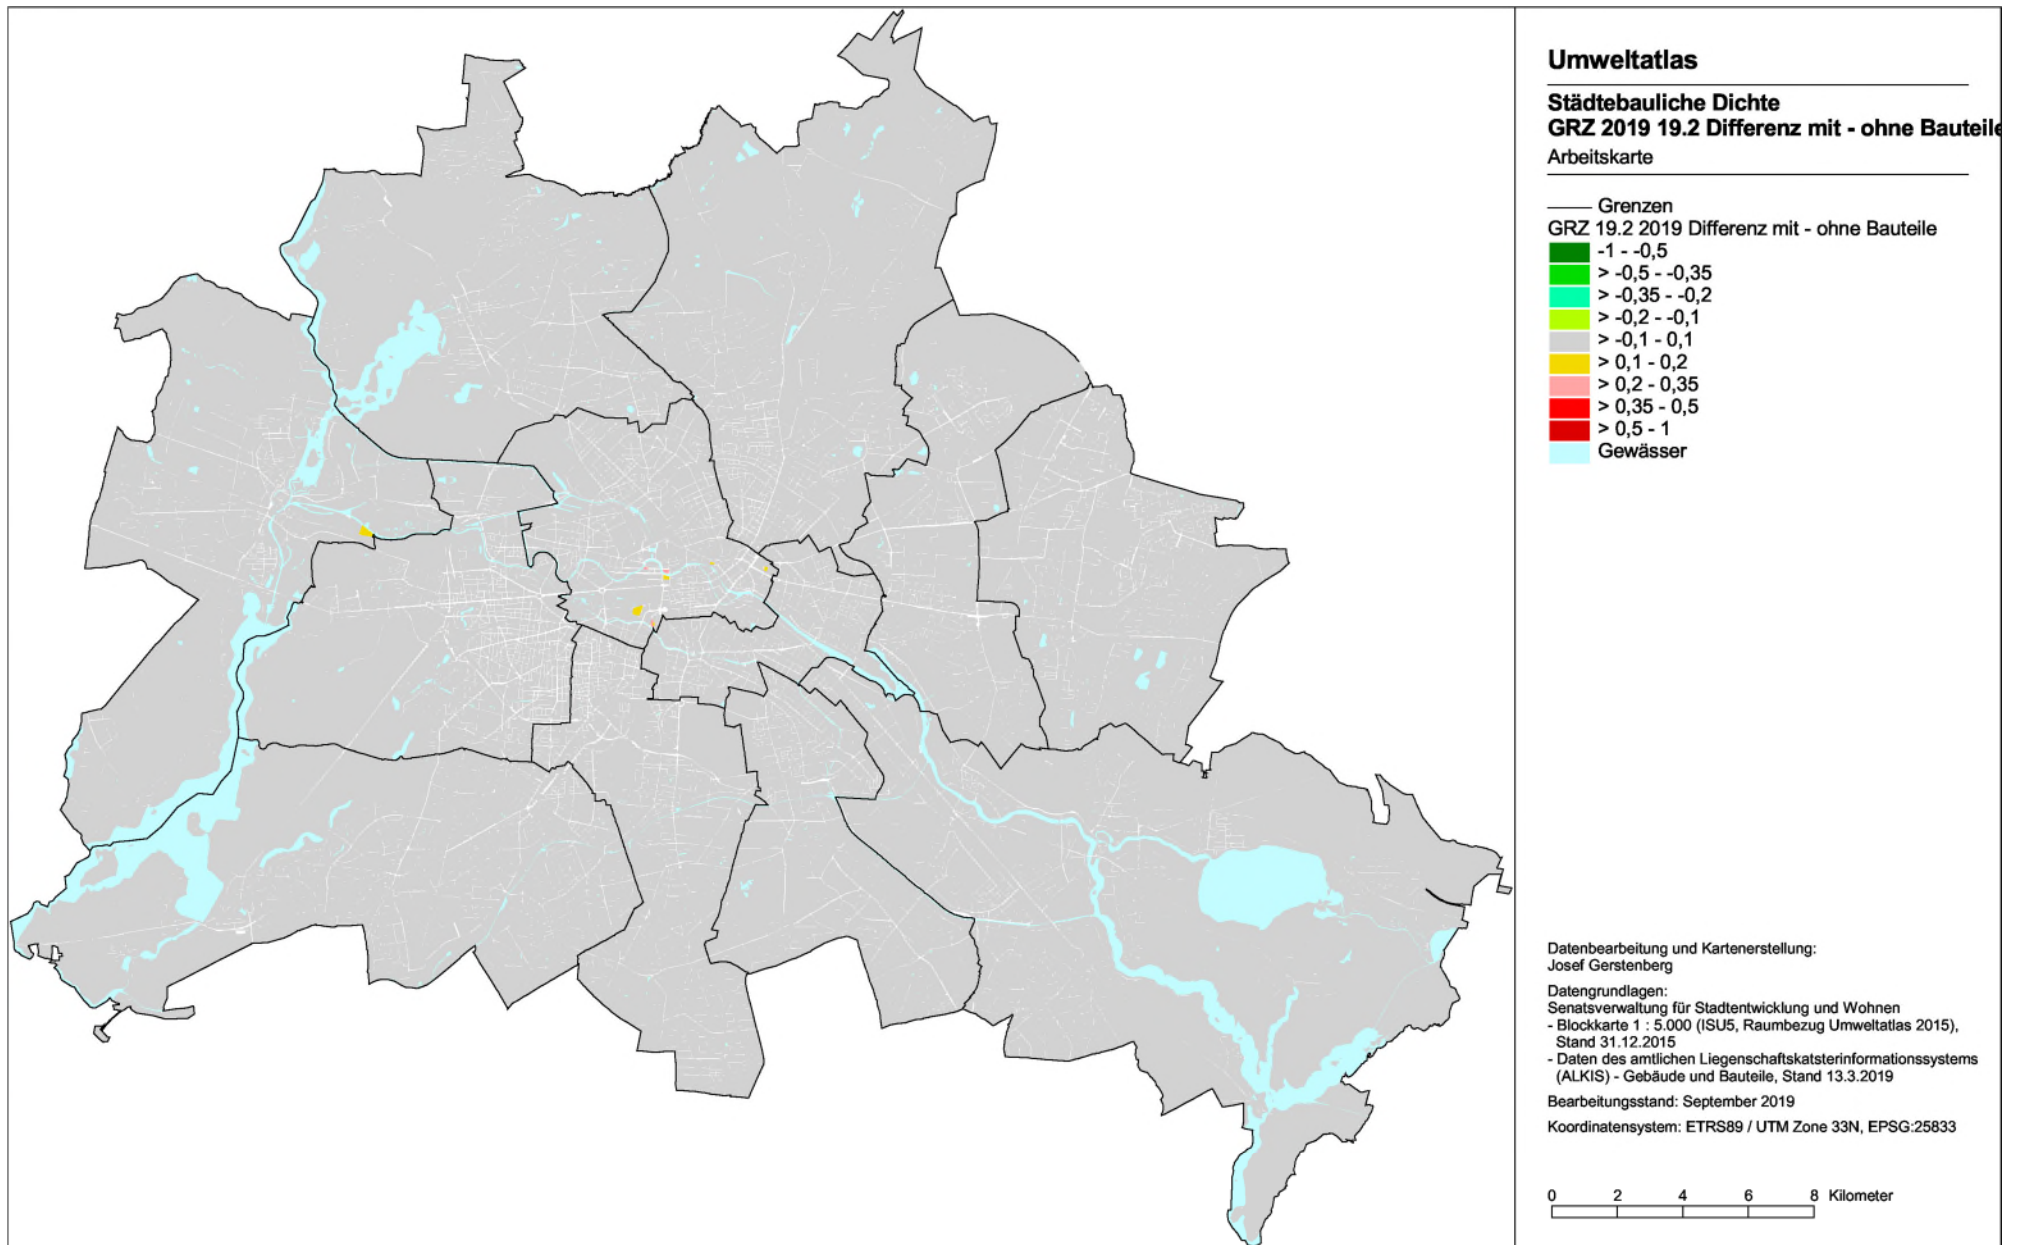 Umweltatlas
Städtebauliche Dichte
GRZ 2019 19.2 Differenz mit - ohne Bauteile
Arbeitskarte
Grenzen
GRZ 19.2 2019 Differenz mit - ohne Bauteile
-1 - -0,5
> -0,5 - -0,35
> -0,35 - -0,2
> -0,2 - -0,1
> -0,1 - 0,1
> 0,1 - 0,2
> 0,2 - 0,35
> 0,35 - 0,5
> 0,5 - 1
Gewässer
Datenbearbeitung und Kartenerstellung:
Josef Gerstenberg
Datengrundlagen:
Senatsverwaltung für Stadtentwicklung und Wohnen
- Blockkarte 1 : 5.000 (ISU5, Raumbezug Umweltatlas 2015),
Stand 31.12.2015
- Daten des amtlichen Liegenschaftskatsterinformationssystems
(ALKIS) - Gebäude und Bauteile, Stand 13.3.2019
Bearbeitungsstand: September 2019
Koordinatensystem: ETRS89 / UTM Zone 33N, EPSG:25833
0 2 4 6 8 Kilometer